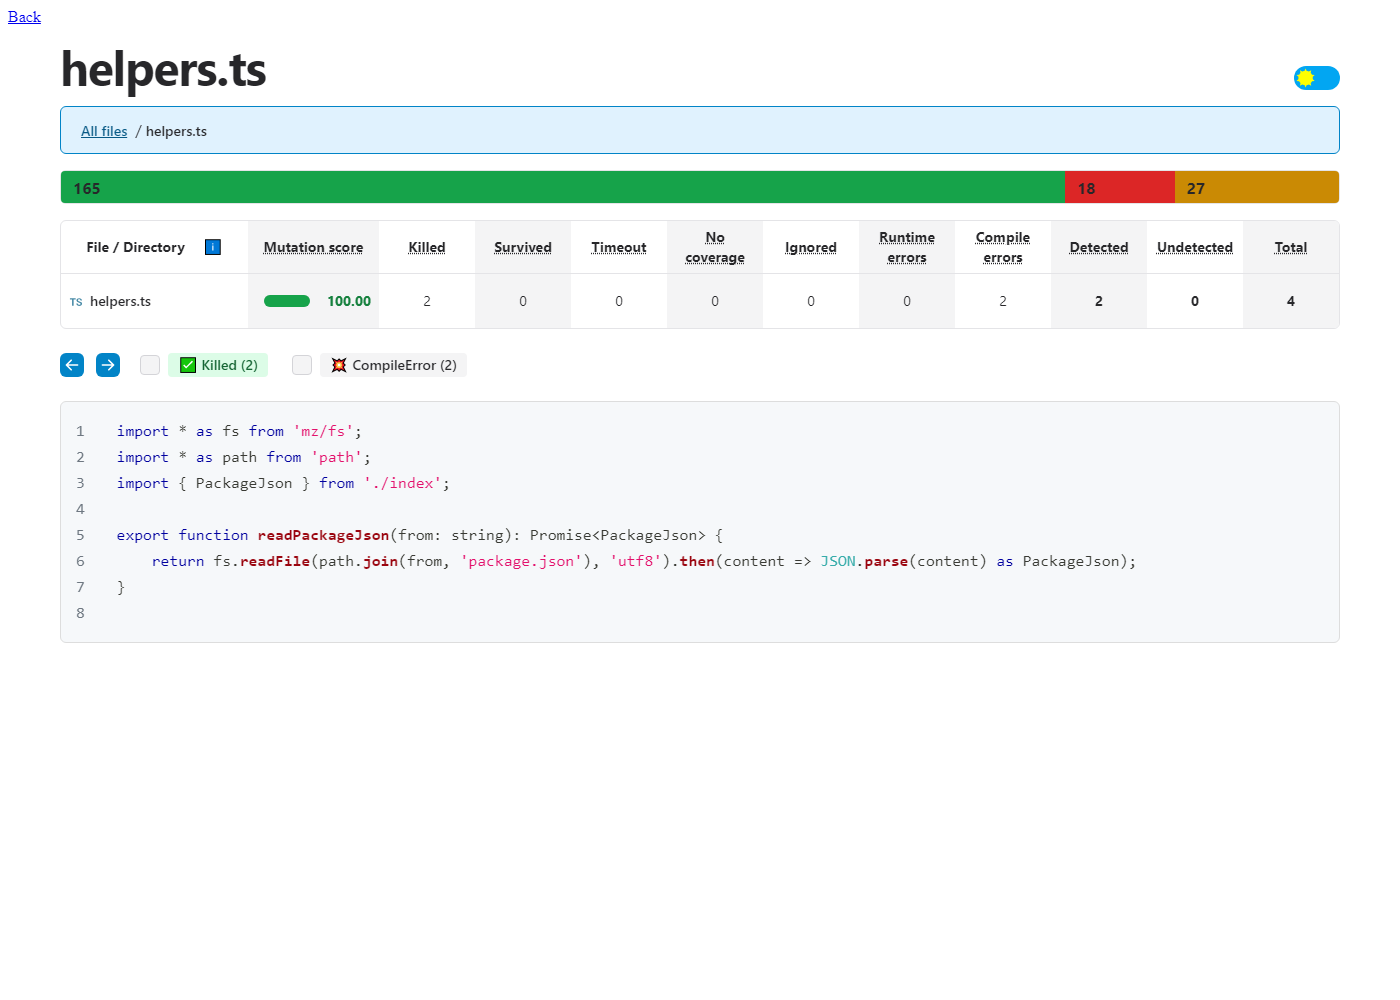 Back
helpers.ts
All files / helpers.ts
165 18 27
File / Directory i Mutation score Killed Survived Timeout No coverage Ignored Runtime errors Compile errors Detected Undetected Total
TS helpers.ts 100.00 2 0 0 0 0 0 2 2 0 4
✅ Killed (2) 💥 CompileError (2)
1 import * as fs from 'mz/fs';
2 import * as path from 'path';
3 import { PackageJson } from './index';
4
5 export function readPackageJson(from: string): Promise<PackageJson> {
6     return fs.readFile(path.join(from, 'package.json'), 'utf8').then(content => JSON.parse(content) as PackageJson);
7 }
8